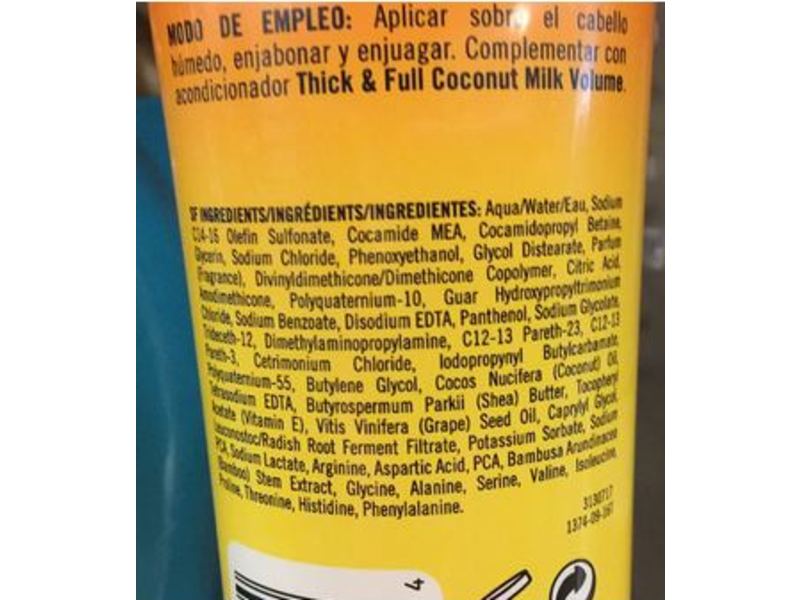 MODO DE EMPLEO: Aplicar sobre el cabello
húmedo, enjabonar y enjuagar. Complementar con
acondicionador Thick & Full Coconut Milk Volume.
SF INGREDIENTS/INGRÉDIENTS/INGREDIENTES: Aqua/Water/Eau, Sodium
C14-16 Olefin Sulfonate, Cocamide MEA, Cocamidopropyl Betaine,
Glycerin, Sodium Chloride, Phenoxyethanol, Glycol Distearate, Parfum
(Fragrance), Divinyldimethicone/Dimethicone Copolymer, Citric Acid,
Amodimethicone, Polyquaternium-10, Guar Hydroxypropyltrimonium
Chloride, Sodium Benzoate, Disodium EDTA, Panthenol, Sodium Glycolate,
Trideceth-12, Dimethylaminopropylamine, C12-13 Pareth-23, C12-13
Pareth-3, Cetrimonium Chloride, Iodopropynyl Butylcarbamate,
Polyquaternium-55, Butylene Glycol, Cocos Nucifera (Coconut) Oil,
Tetrasodium EDTA, Butyrospermum Parkii (Shea) Butter, Tocopheryl
Acetate (Vitamin E), Vitis Vinifera (Grape) Seed Oil, Caprylyl Glycol,
Leuconostoc/Radish Root Ferment Filtrate, Potassium Sorbate, Sodium
PCA, Sodium Lactate, Arginine, Aspartic Acid, PCA, Bambusa Arundinacea
(Bamboo) Stem Extract, Glycine, Alanine, Serine, Valine, Isoleucine,
Proline, Threonine, Histidine, Phenylalanine.
3130717
1374-09-167
4